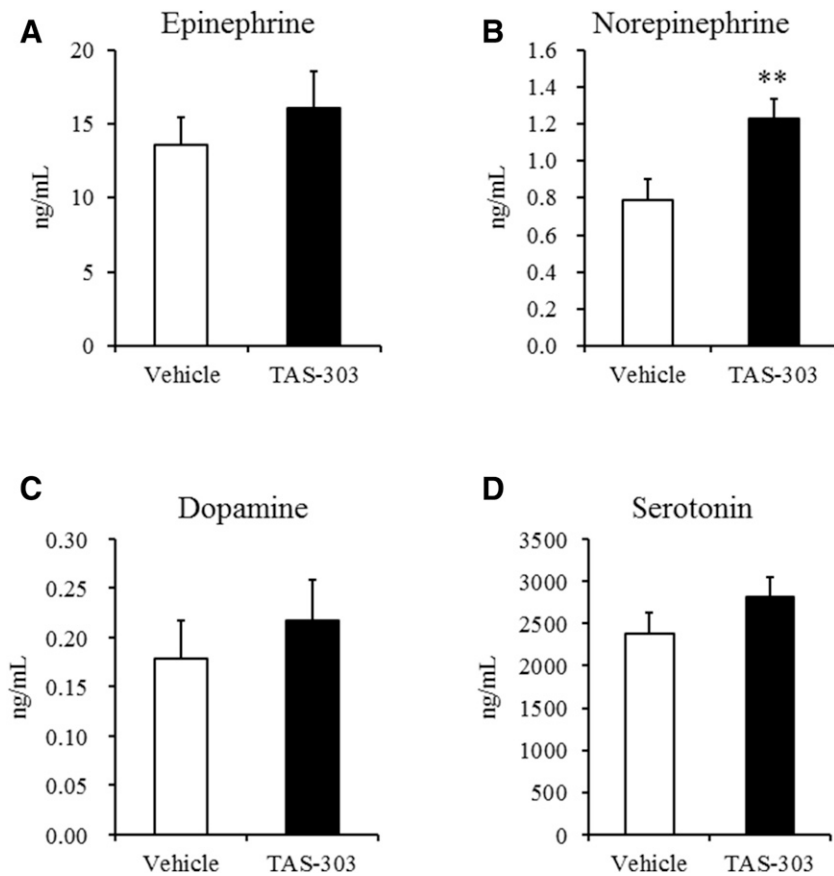 A
Epinephrine
20
15
10
5
0
ng/mL
Vehicle TAS-303
B
Norepinephrine
1.6
1.4
1.2
1.0
0.8
0.6
0.4
0.2
0.0
ng/mL
**
Vehicle TAS-303
C
Dopamine
0.30
0.25
0.20
0.15
0.10
0.05
0.00
ng/mL
Vehicle TAS-303
D
Serotonin
3500
3000
2500
2000
1500
1000
500
0
ng/mL
Vehicle TAS-303